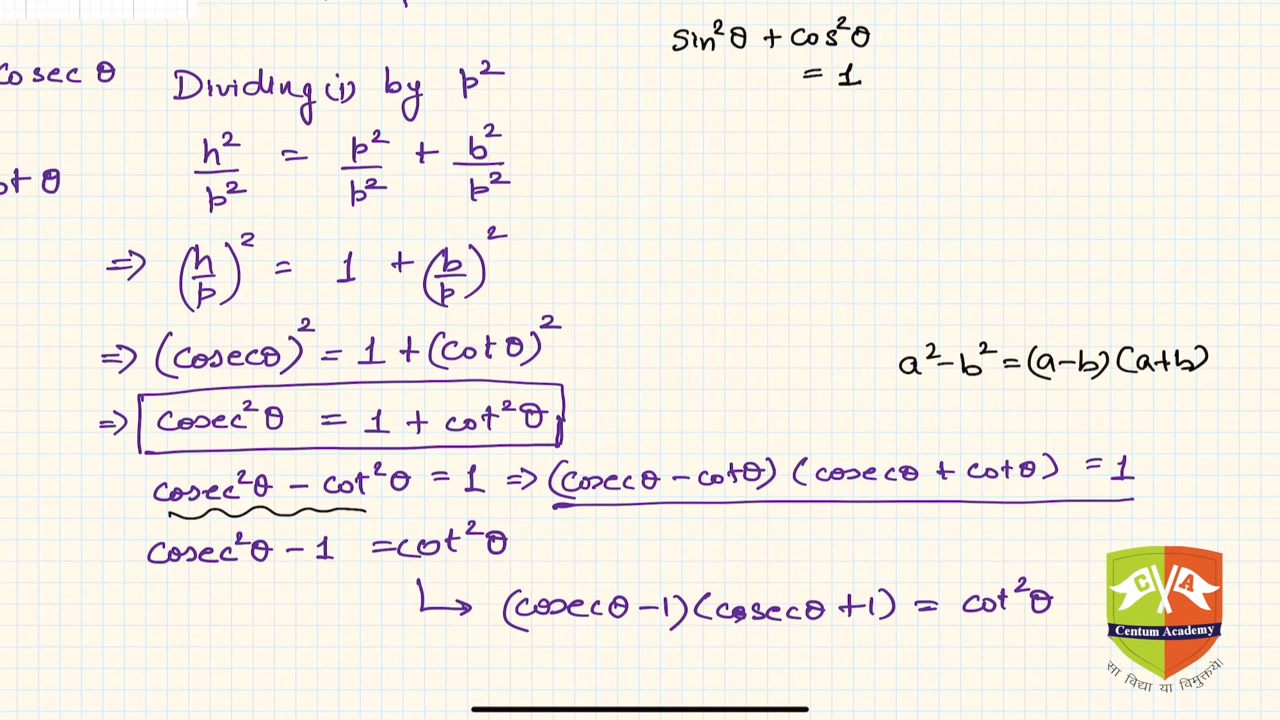 cosec θ
ot θ
Dividing (i) by p²
h²/p² = p²/p² + b²/p²
⇒ (h/p)² = 1 + (b/p)²
⇒ (cosecθ)² = 1 + (cot θ)²
⇒ cosec²θ = 1 + cot²θ
cosec²θ - cot²θ = 1 ⇒ (cosecθ - cotθ) (cosecθ + cotθ) = 1
cosec²θ - 1 = cot²θ
(cosecθ - 1)(cosecθ + 1) = cot²θ
sin²θ + cos²θ
= 1
a² - b² = (a-b)(a+b)
C A
Centum Academy
सा विद्या या विमुक्तये।